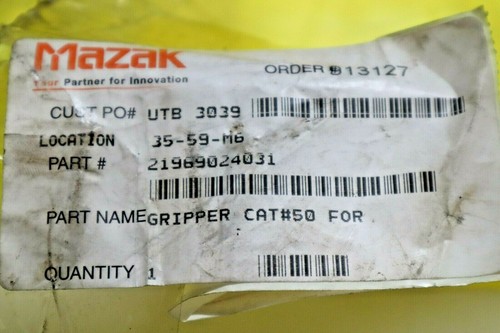 Mazak
Your Partner for Innovation
ORDER #913127
CUST PO# UTB 3039
LOCATION 35-59-M6
PART # 21969024031
PART NAME GRIPPER CAT#50 FOR
QUANTITY 1